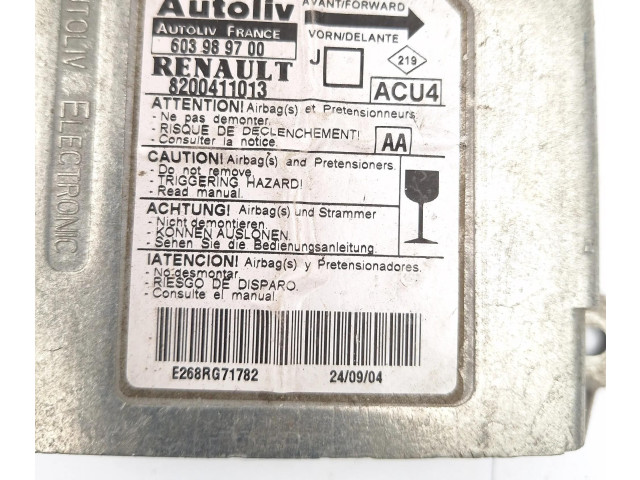 Autoliv
AVANT/FORWARD
AUTOLIV FRANCE
VORN/DELANTE
603 98 97 00
J
219
RENAULT
8200411013
ACU4
ATTENTION! Airbag(s) et Pretensionneurs
- Ne pas demonter.
- RISQUE DE DECLENCHEMENT!
- Consulter la notice.
AA
CAUTION! Airbag(s) and Pretensioners
- Do not remove.
- TRIGGERING HAZARD!
- Read manual.
ACHTUNG! Airbag(s) und Strammer
- Nicht demontieren.
- KONNEN AUSLONEN.
- Sehen Sie die Bedienungsanleitung.
!ATENCION! Airbag(s) y Pretensionadores.
- No desmontar.
- RIESGO DE DISPARO.
- Consulte el manual.
E268RG71782
24/09/04
AUTOLIV ELECTRONIC